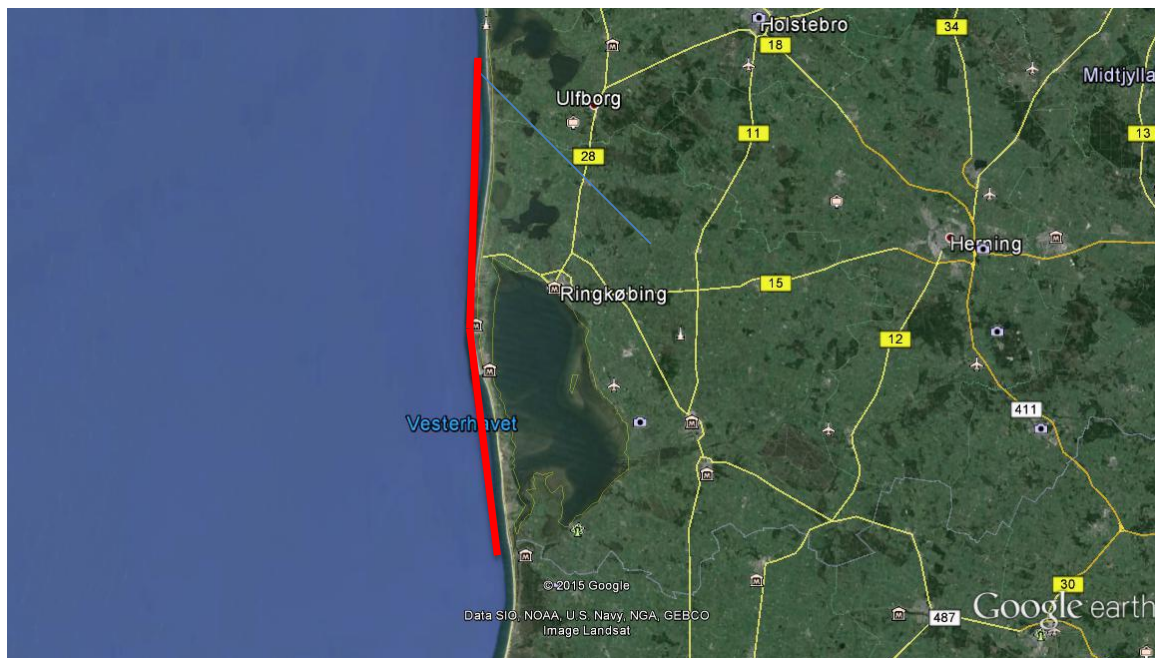 Holstebro
34
18
Midtjylla
Ulfborg
11
13
28
Herning
15
Ringkøbing
12
411
Vesterhavet
30
© 2015 Google
Google earth
Data SIO, NOAA, U.S. Navy, NGA, GEBCO
487
Image Landsat